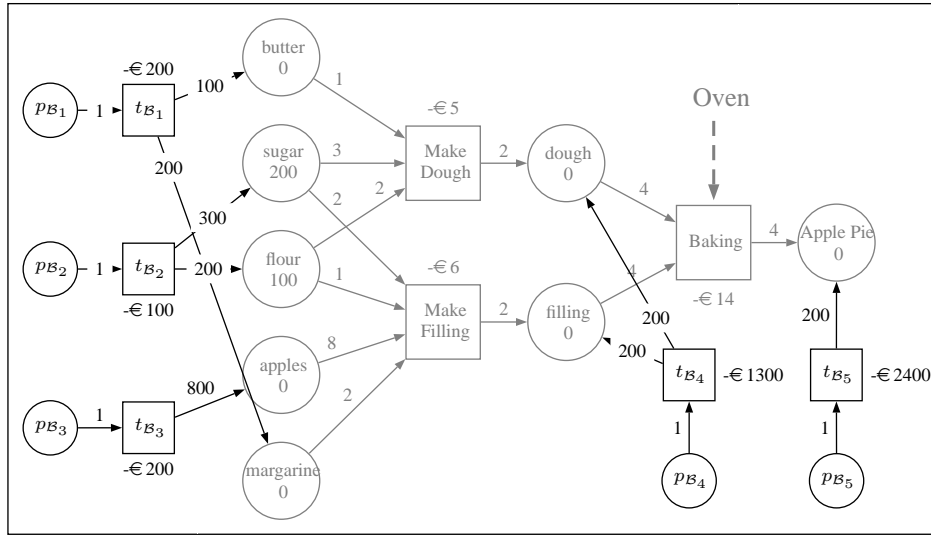 butter
0
-€200
100
1
p_B1
1
t_B1
-€5
Make
Dough
Oven
sugar
200
3
2
2
dough
0
200
2
4
300
Baking
4
Apple Pie
0
p_B2
1
t_B2
200
flour
100
1
-€6
4
-€100
Make
Filling
2
filling
0
-€14
8
200
200
apples
0
800
2
200
t_B4
-€1300
t_B5
-€2400
p_B3
1
t_B3
1
1
-€200
margarine
0
p_B4
p_B5